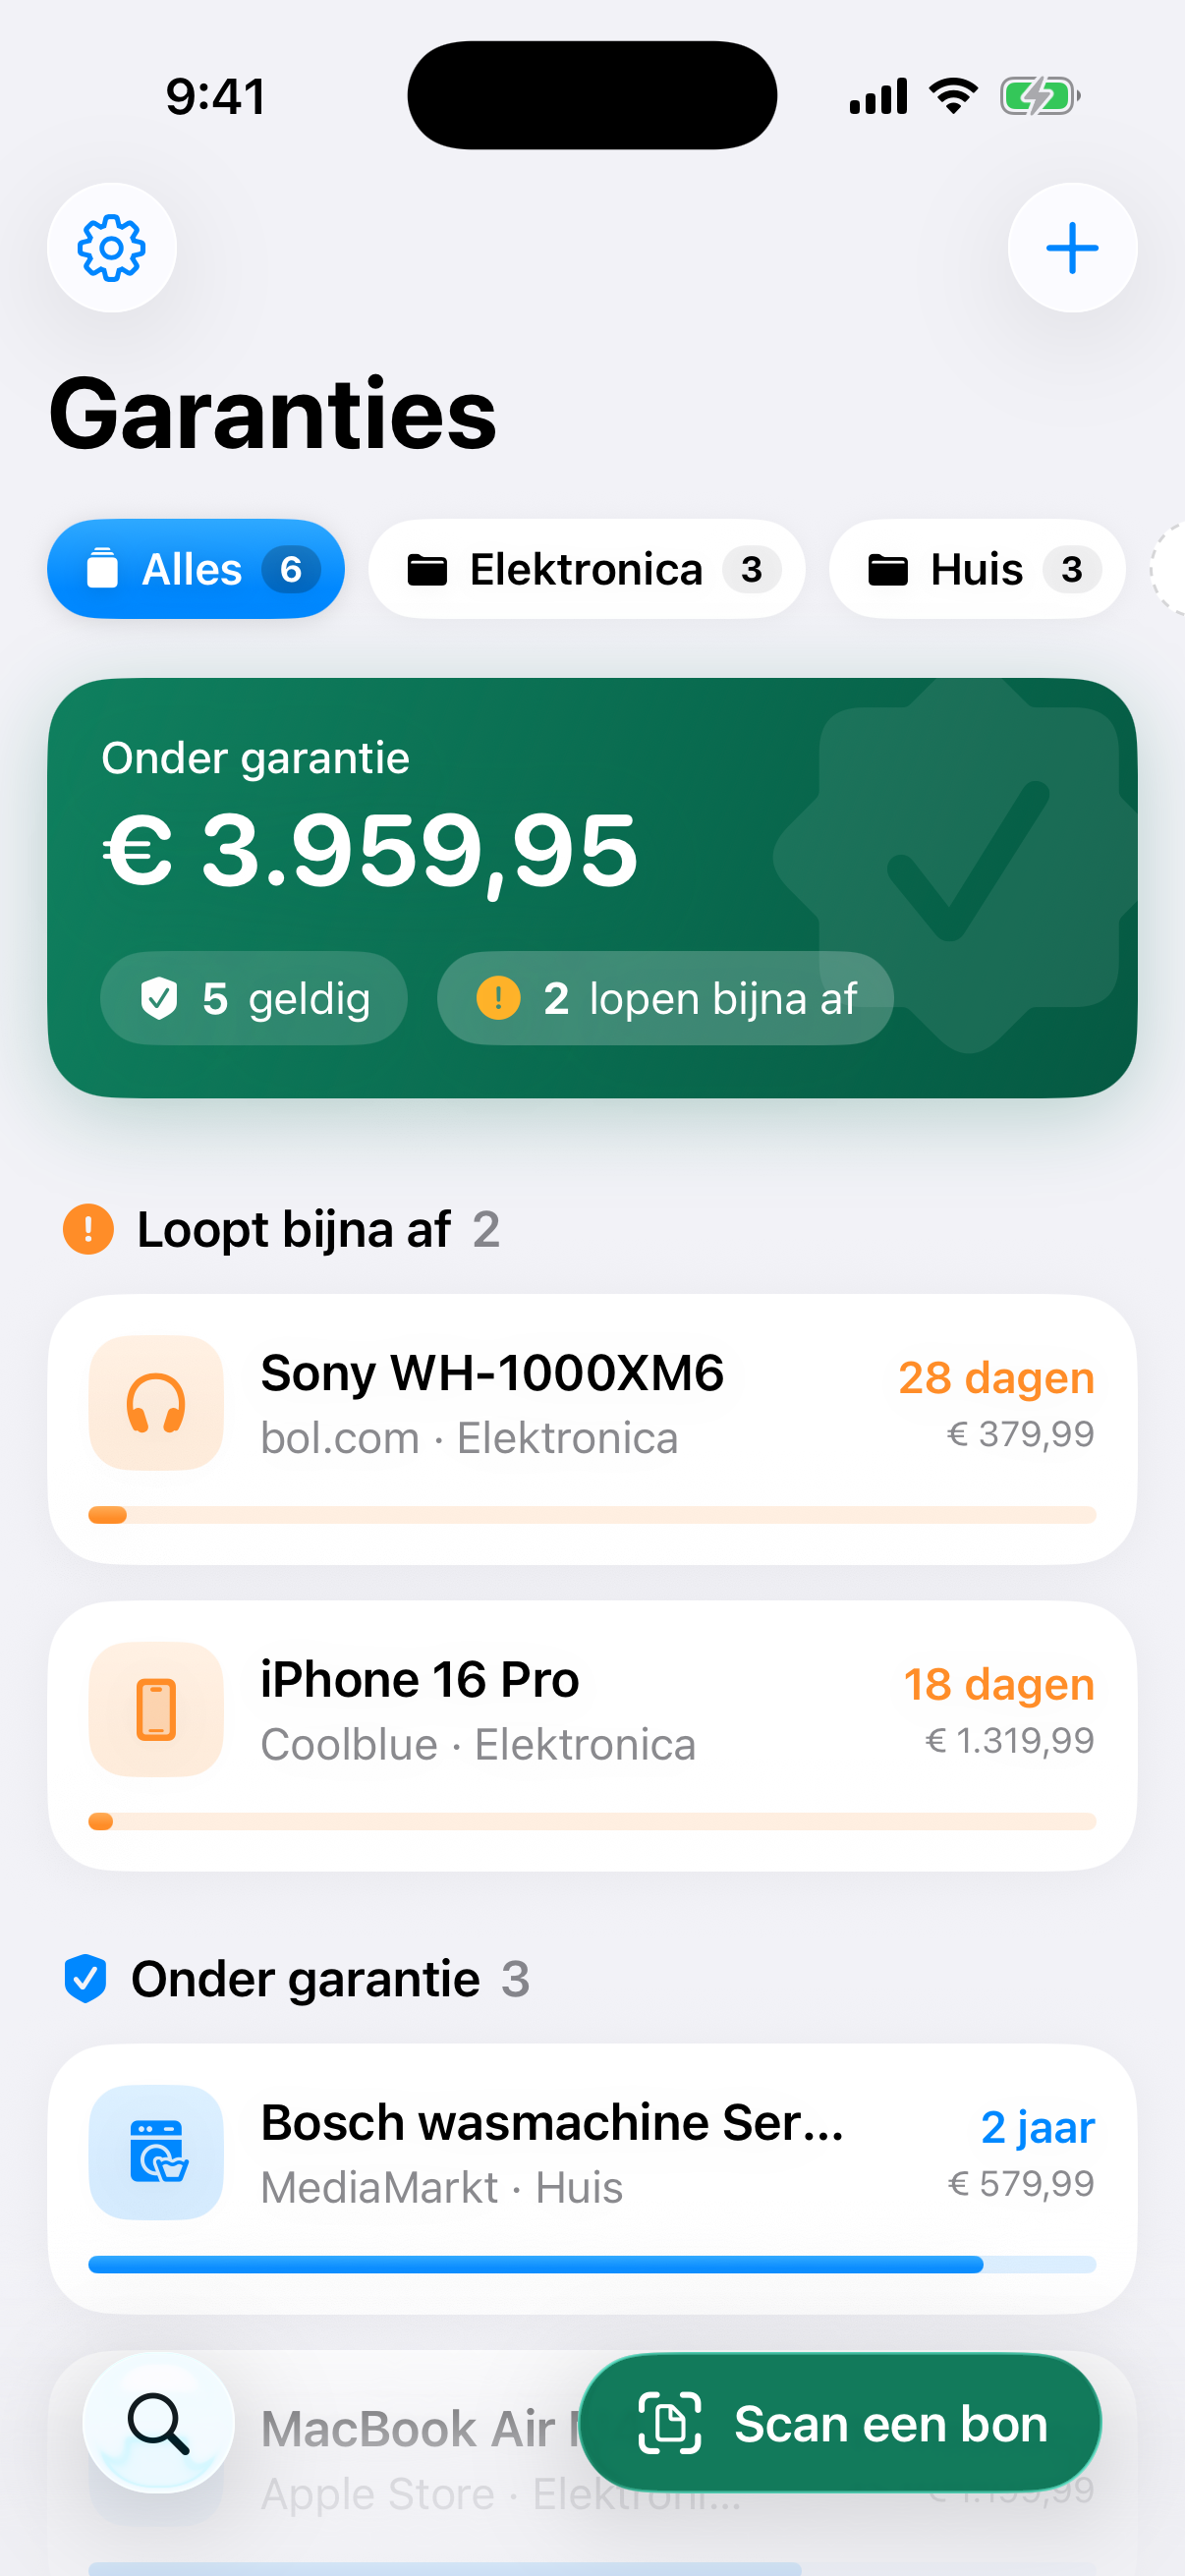 9:41
Garanties
Alles 6
Elektronica 3
Huis 3
Onder garantie
€ 3.959,95
5 geldig
2 lopen bijna af
Loopt bijna af 2
Sony WH-1000XM6
28 dagen
bol.com · Elektronica
€ 379,99
iPhone 16 Pro
18 dagen
Coolblue · Elektronica
€ 1.319,99
Onder garantie 3
Bosch wasmachine Ser...
2 jaar
MediaMarkt · Huis
€ 579,99
MacBook Air
Scan een bon
Apple Store · Elektroni...